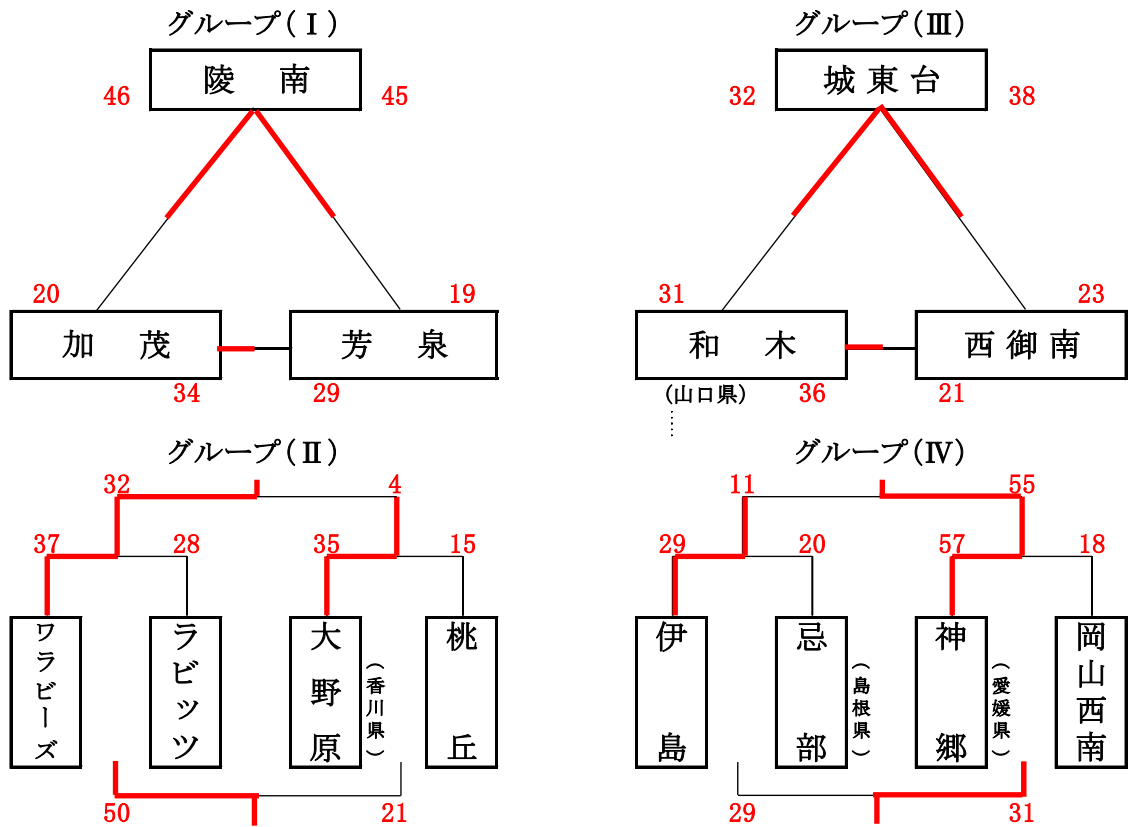 グループ(Ⅰ)
陵 南
46
45
20
19
加 茂
芳 泉
34
29
グループ(Ⅲ)
城東台
32
38
31
23
和 木
西御南
(山口県)
36
21
グループ(Ⅱ)
32
4
37
28
35
15
ワラビーズ
ラビッツ
大野原
(香川県)
桃丘
50
21
グループ(Ⅳ)
11
55
29
20
57
18
伊島
忌部
(島根県)
神郷
(愛媛県)
岡山西南
29
31